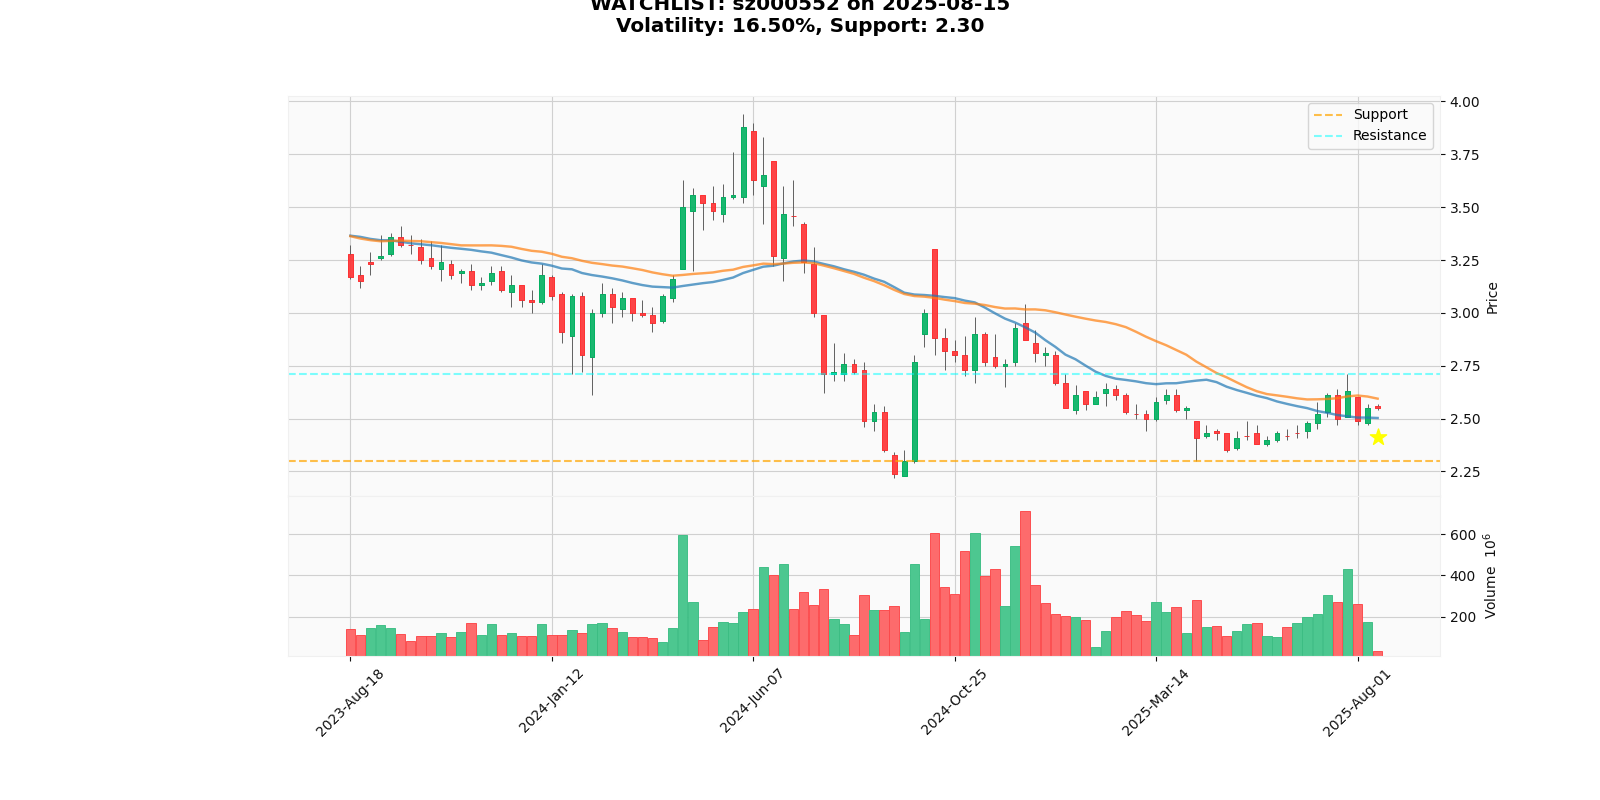 WATCHLIST: sz000552 on 2025-08-15
Volatility: 16.50%, Support: 2.30
Support
Resistance
4.00
3.75
3.50
3.25
3.00
2.75
2.50
2.25
Price
600
400
200
Volume 10⁶
2023-Aug-18
2024-Jan-12
2024-Jun-07
2024-Oct-25
2025-Mar-14
2025-Aug-01